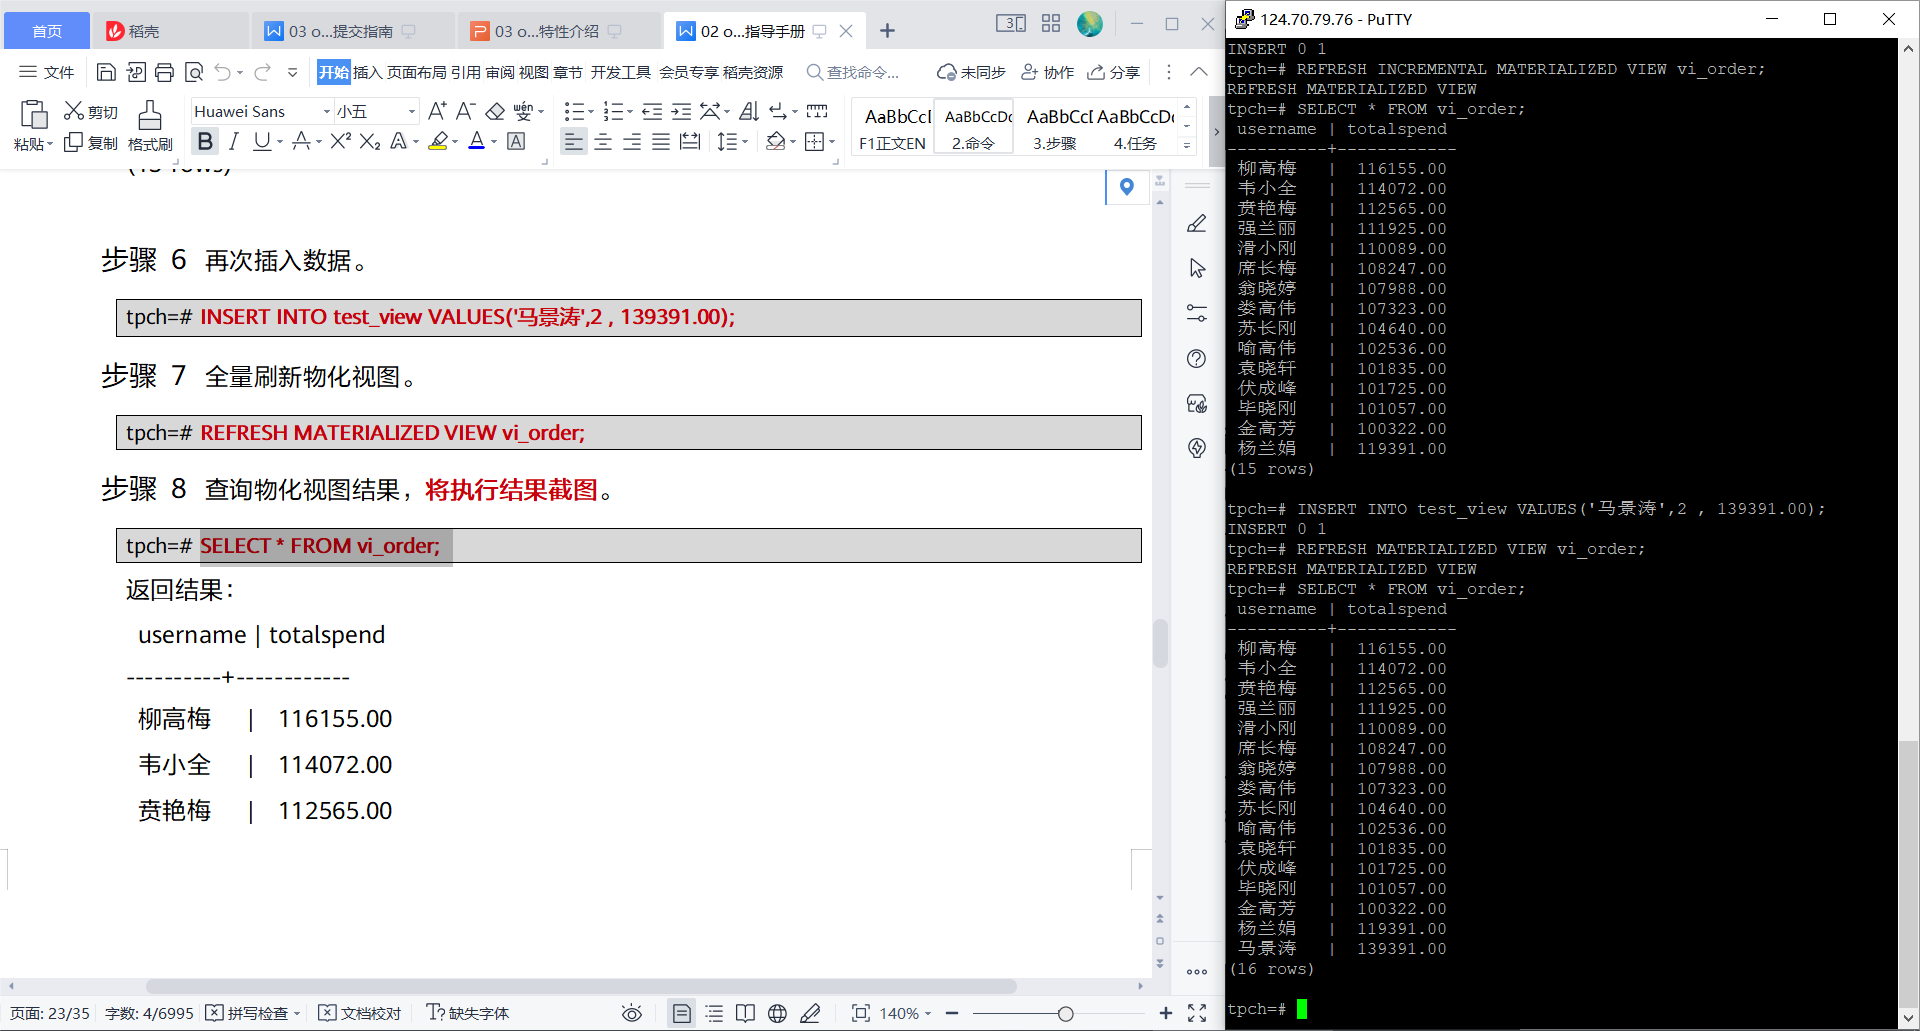 首页
稻壳
03 o...提交指南
03 o...特性介绍
02 o...指导手册
文件
开始 插入 页面布局 引用 审阅 视图 章节 开发工具 会员专享 稻壳资源
查找命令...
未同步
协作
分享
粘贴
剪切
复制
格式刷
Huawei Sans
小五
AaBbCcI
AaBbCcDc
AaBbCcI
AaBbCcDc
F1正文EN
2.命令
3.步骤
4.任务
步骤 6 再次插入数据。
tpch=# INSERT INTO test_view VALUES('马景涛',2 , 139391.00);
步骤 7 全量刷新物化视图。
tpch=# REFRESH MATERIALIZED VIEW vi_order;
步骤 8 查询物化视图结果，将执行结果截图。
tpch=# SELECT * FROM vi_order;
返回结果：
username | totalspend
----------+------------
柳高梅 | 116155.00
韦小全 | 114072.00
贲艳梅 | 112565.00
页面: 23/35
字数: 4/6995
拼写检查
文档校对
缺失字体
140%
124.70.79.76 - PuTTY
INSERT 0 1
tpch=# REFRESH INCREMENTAL MATERIALIZED VIEW vi_order;
REFRESH MATERIALIZED VIEW
tpch=# SELECT * FROM vi_order;
username | totalspend
----------+------------
柳高梅 | 116155.00
韦小全 | 114072.00
贲艳梅 | 112565.00
强兰丽 | 111925.00
滑小刚 | 110089.00
席长梅 | 108247.00
翁晓婷 | 107988.00
娄高伟 | 107323.00
苏长刚 | 104640.00
喻高伟 | 102536.00
袁晓轩 | 101835.00
伏成峰 | 101725.00
毕晓刚 | 101057.00
金高芳 | 100322.00
杨兰娟 | 119391.00
(15 rows)
tpch=# INSERT INTO test_view VALUES('马景涛',2 , 139391.00);
INSERT 0 1
tpch=# REFRESH MATERIALIZED VIEW vi_order;
REFRESH MATERIALIZED VIEW
tpch=# SELECT * FROM vi_order;
username | totalspend
----------+------------
柳高梅 | 116155.00
韦小全 | 114072.00
贲艳梅 | 112565.00
强兰丽 | 111925.00
滑小刚 | 110089.00
席长梅 | 108247.00
翁晓婷 | 107988.00
娄高伟 | 107323.00
苏长刚 | 104640.00
喻高伟 | 102536.00
袁晓轩 | 101835.00
伏成峰 | 101725.00
毕晓刚 | 101057.00
金高芳 | 100322.00
杨兰娟 | 119391.00
马景涛 | 139391.00
(16 rows)
tpch=#